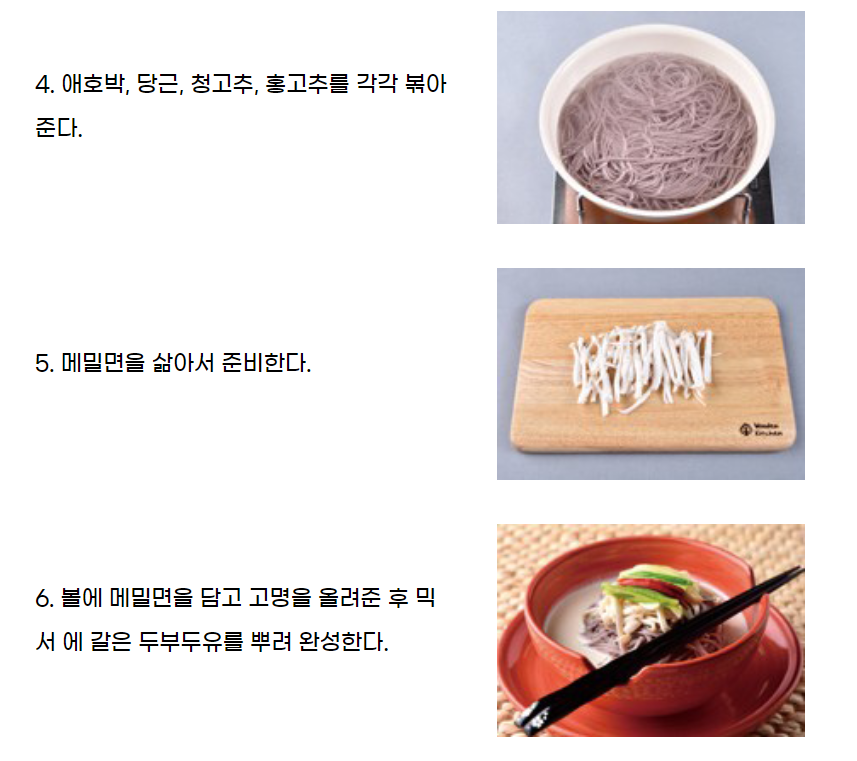 4. 애호박, 당근, 청고추, 홍고추를 각각 볶아
준다.
5. 메밀면을 삶아서 준비한다.
Wooden
Kitchen
6. 볼에 메밀면을 담고 고명을 올려준 후 믹
서 에 갈은 두부두유를 뿌려 완성한다.